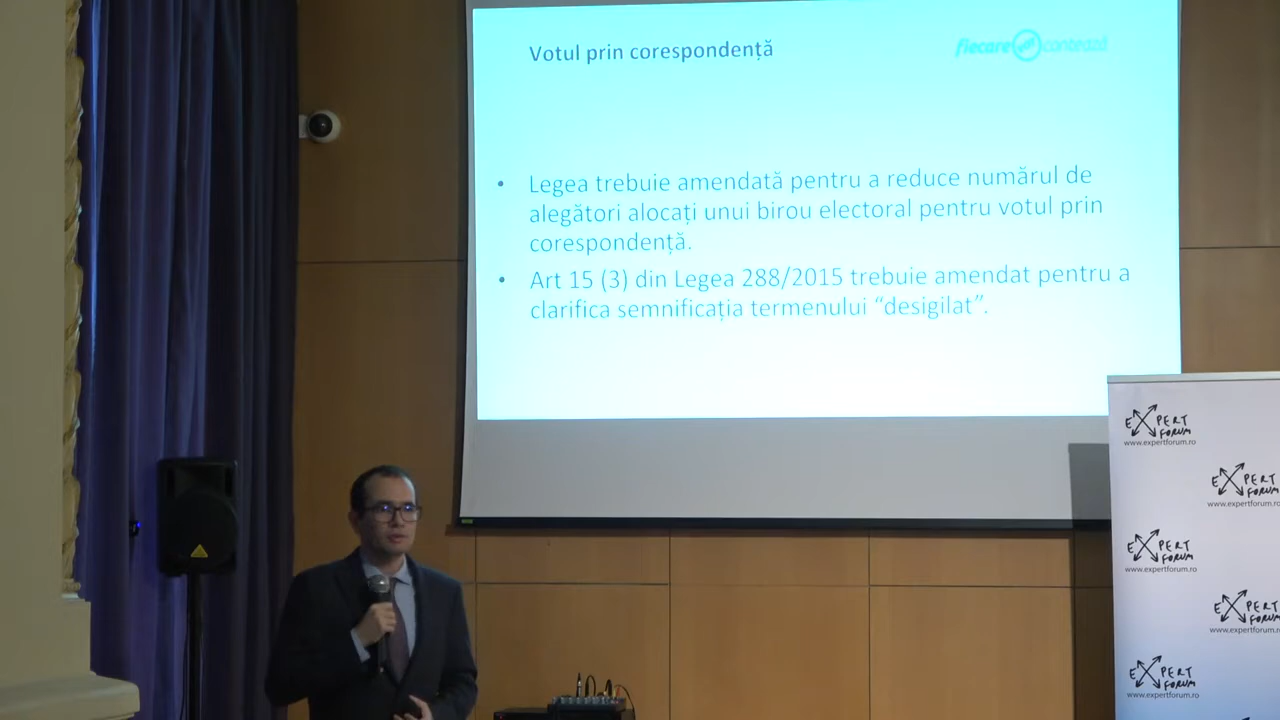 Votul prin corespondență
fiecare vot contează
• Legea trebuie amendată pentru a reduce numărul de
alegători alocați unui birou electoral pentru votul prin
corespondență.
• Art 15 (3) din Legea 288/2015 trebuie amendat pentru a
clarifica semnificația termenului “desigilat”.
EXPERT
FORUM
www.expertforum.ro
EXPERT
FORUM
www.expertforum.ro
EXPERT
FORUM
www.expertforum.ro
EXPERT
FORUM
www.expertforum.ro
EXPERT
FORUM
www.expertforum.ro